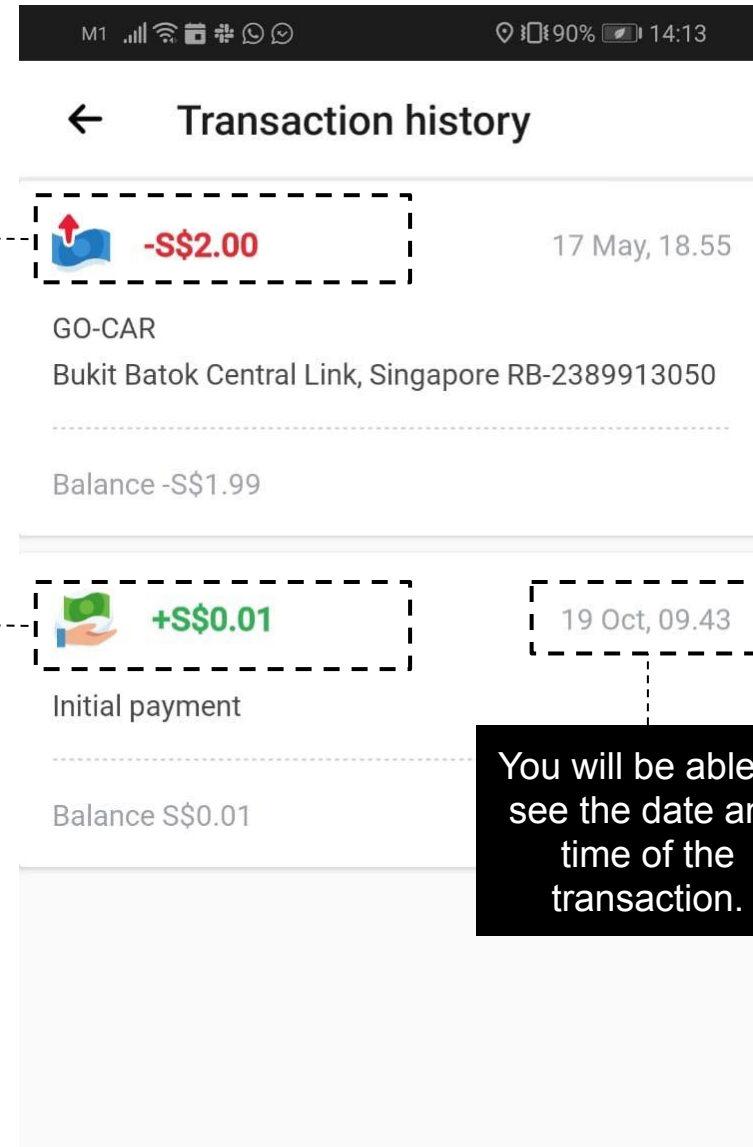 M1 90% 14:13
Transaction history
-S$2.00 17 May, 18.55
GO-CAR
Bukit Batok Central Link, Singapore RB-2389913050
Balance -S$1.99
+S$0.01 19 Oct, 09.43
Initial payment
Balance S$0.01
You will be able
see the date an
time of the
transaction.